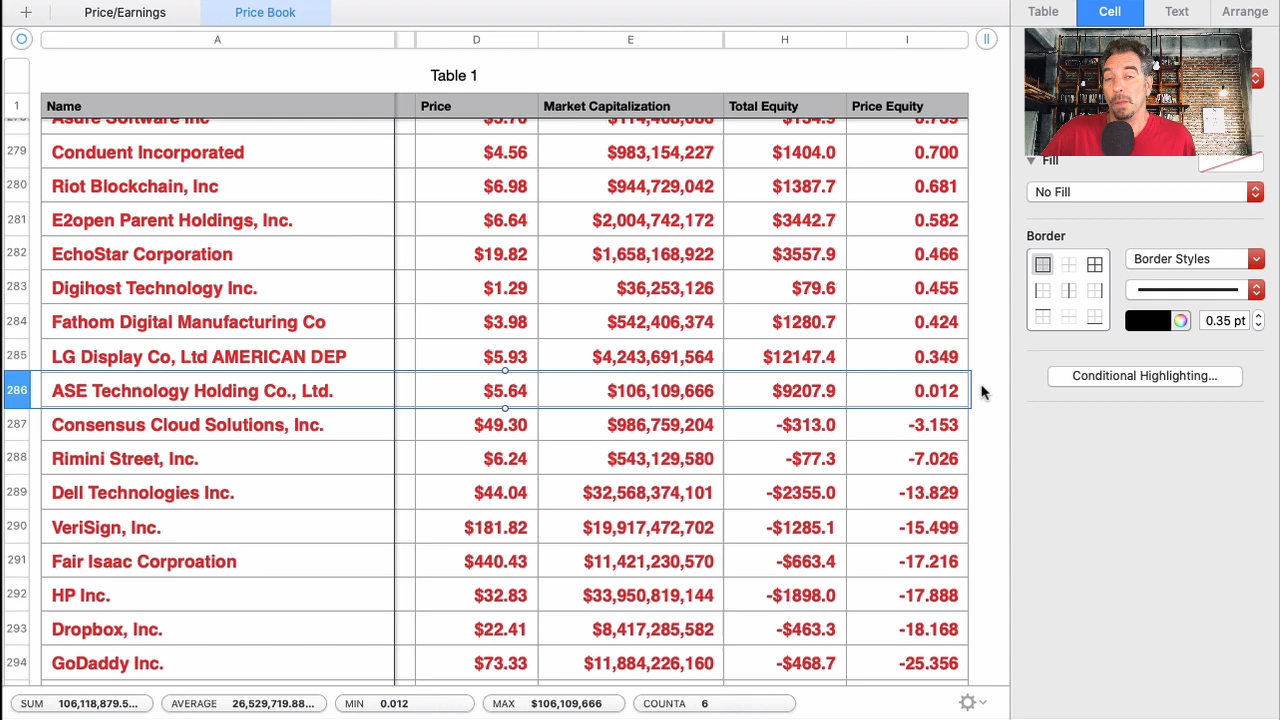 Price/Earnings Price Book Table Cell Text Arrange
A D E H I
Table 1
1 Name Price Market Capitalization Total Equity Price Equity
279 Conduent Incorporated $4.56 $983,154,227 $1404.0 0.700
Fill
280 Riot Blockchain, Inc $6.98 $944,729,042 $1387.7 0.681
No Fill
281 E2open Parent Holdings, Inc. $6.64 $2,004,742,172 $3442.7 0.582
Border
282 EchoStar Corporation $19.82 $1,658,168,922 $3557.9 0.466
Border Styles
283 Digihost Technology Inc. $1.29 $36,253,126 $79.6 0.455
284 Fathom Digital Manufacturing Co $3.98 $542,406,374 $1280.7 0.424
0.35 pt
285 LG Display Co, Ltd AMERICAN DEP $5.93 $4,243,691,564 $12147.4 0.349
Conditional Highlighting...
286 ASE Technology Holding Co., Ltd. $5.64 $106,109,666 $9207.9 0.012
287 Consensus Cloud Solutions, Inc. $49.30 $986,759,204 -$313.0 -3.153
288 Rimini Street, Inc. $6.24 $543,129,580 -$77.3 -7.026
289 Dell Technologies Inc. $44.04 $32,568,374,101 -$2355.0 -13.829
290 VeriSign, Inc. $181.82 $19,917,472,702 -$1285.1 -15.499
291 Fair Isaac Corproation $440.43 $11,421,230,570 -$663.4 -17.216
292 HP Inc. $32.83 $33,950,819,144 -$1898.0 -17.888
293 Dropbox, Inc. $22.41 $8,417,285,582 -$463.3 -18.168
294 GoDaddy Inc. $73.33 $11,884,226,160 -$468.7 -25.356
SUM 106,118,879.5... AVERAGE 26,529,719.88... MIN 0.012 MAX $106,109,666 COUNTA 6